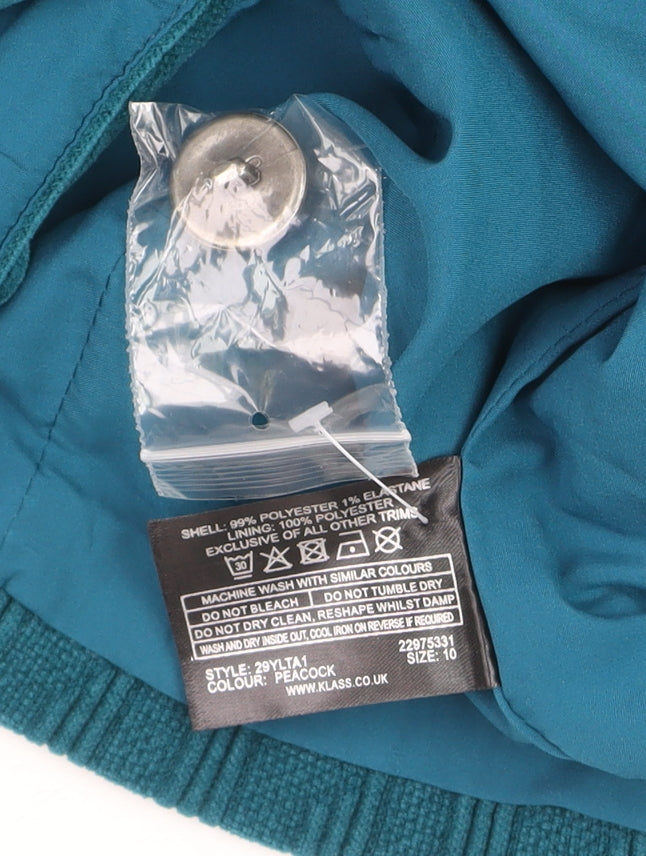 SHELL: 99% POLYESTER 1% ELASTANE
LINING: 100% POLYESTER
EXCLUSIVE OF ALL OTHER TRIMS
30
MACHINE WASH WITH SIMILAR COLOURS
DO NOT BLEACH DO NOT TUMBLE DRY
DO NOT DRY CLEAN, RESHAPE WHILST DAMP
WASH AND DRY INSIDE OUT, COOL IRON ON REVERSE IF REQUIRED
STYLE: 29YLTA1 22975331
COLOUR: PEACOCK SIZE: 10
WWW.KLASS.CO.UK